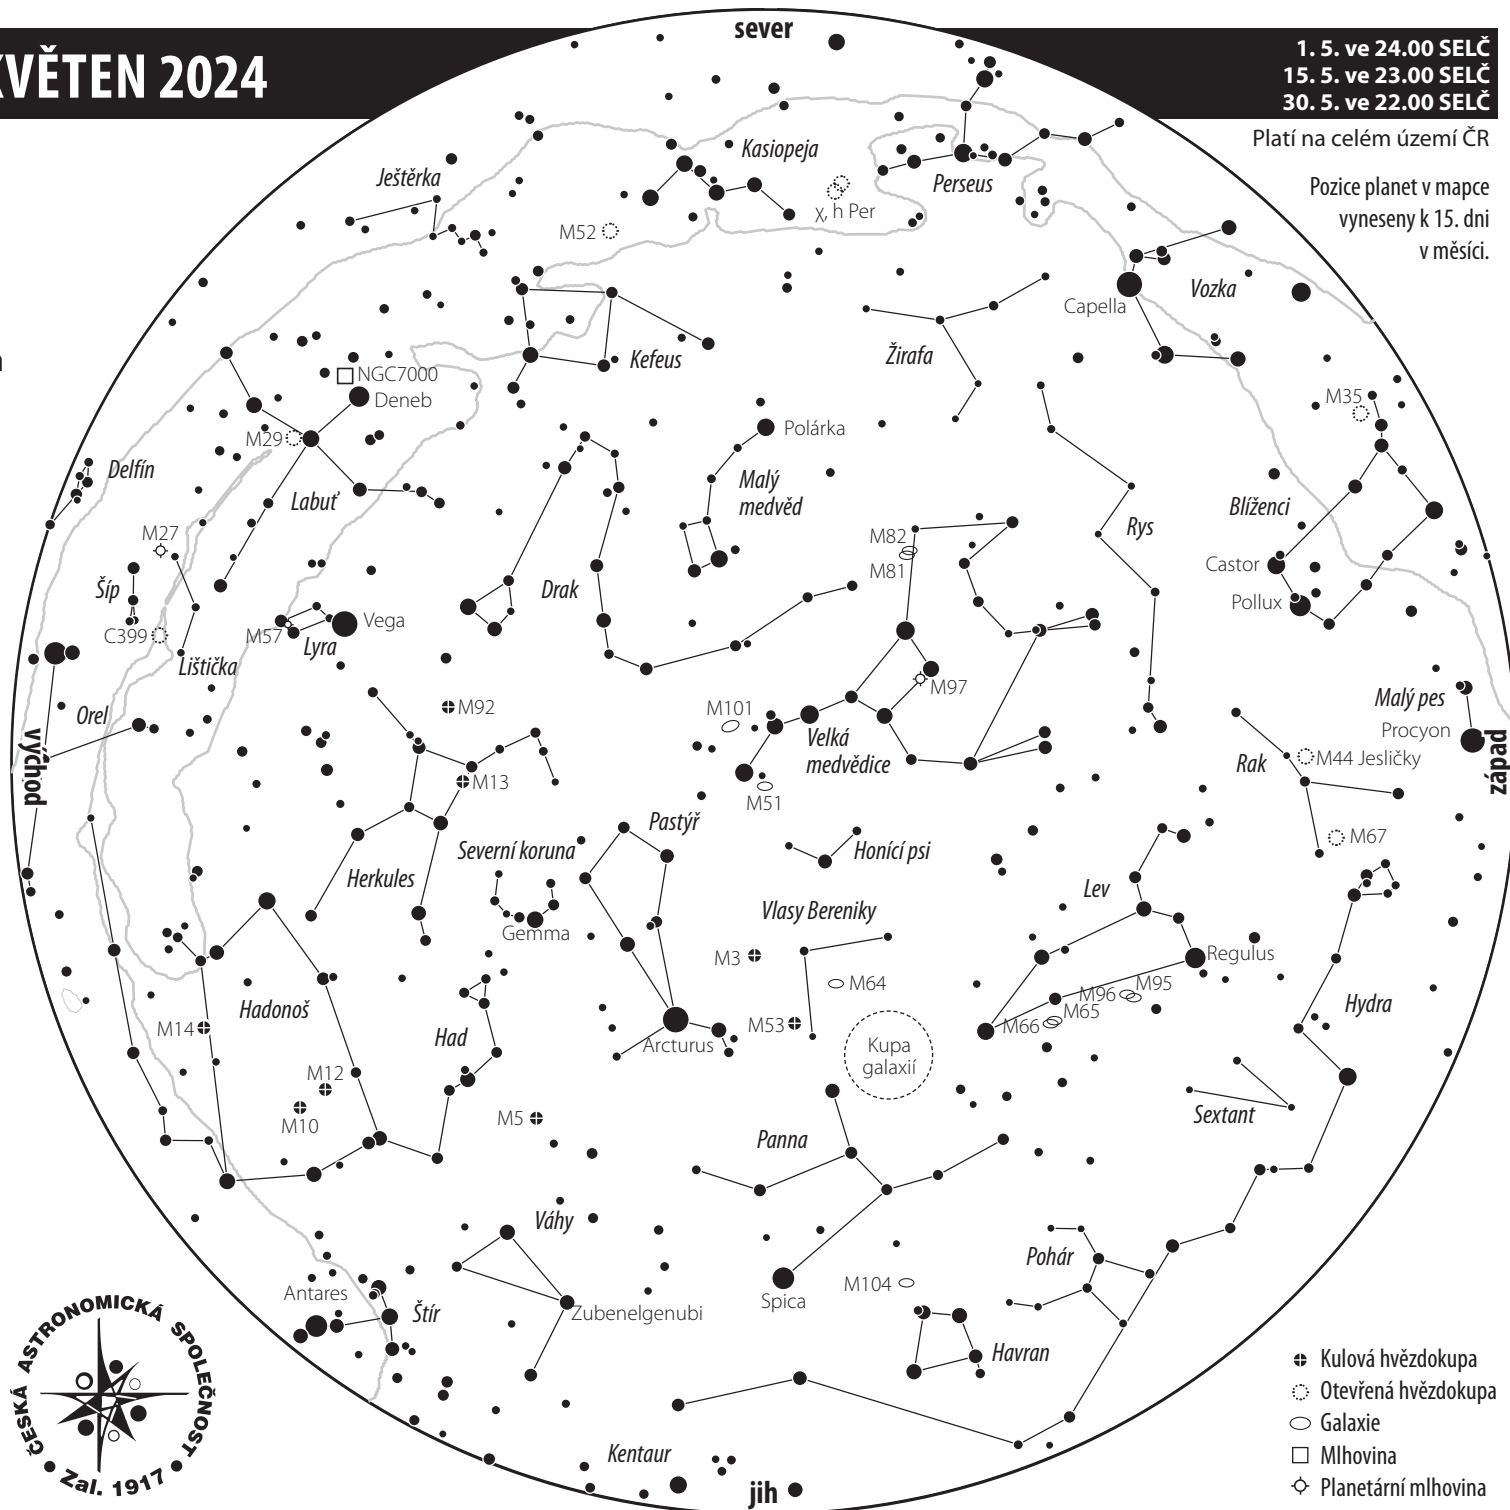 KVĚTEN 2024
sever
1. 5. ve 24.00 SELČ
15. 5. ve 23.00 SELČ
30. 5. ve 22.00 SELČ
Platí na celém území ČR
Pozice planet v mapce
vyneseny k 15. dni
v měsíci.
Kasiopeja
Ještěrka
Perseus
χ, h Per
M52
Vozka
Capella
Kefeus
Žirafa
NGC7000
Deneb
M35
M29
Polárka
Delfín
Labuť
Malý
medvěd
Blíženci
Rys
M27
M82
M81
Castor
Šíp
Drak
Pollux
Vega
C399
M57
Lyra
Lištička
M97
Malý pes
M92
M101
Orel
Procyon
Velká
medvědice
východ
západ
Rak
M44 Jesličky
M13
M51
Pastýř
M67
Severní koruna
Honící psi
Herkules
Lev
Vlasy Bereniky
Gemma
M3
Regulus
M64
M96
M95
Hadonoš
M65
Hydra
M14
Had
Arcturus
M53
M66
Kupa
galaxií
M12
M10
M5
Sextant
Panna
Váhy
Pohár
M104
Antares
Spica
Štír
Zubenelgenubi
Havran
Kentaur
jih
ČESKÁ ASTRONOMICKÁ SPOLEČNOST
Zal. 1917
Kulová hvězdokupa
Otevřená hvězdokupa
Galaxie
Mlhovina
Planetární mlhovina